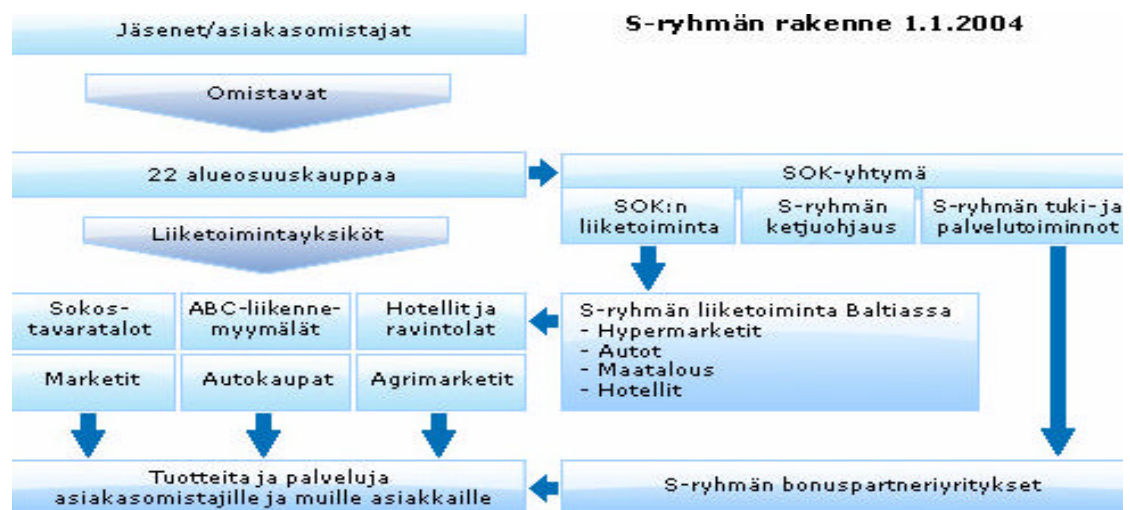 Jäsenet/asiakasomistajat
S-ryhmän rakenne 1.1.2004
Omistavat
22 alueosuuskauppaa
SOK-yhtymä
SOK:n
liiketoiminta
S-ryhmän
ketjuohjaus
S-ryhmän tuki- ja
palvelutoiminnot
Liiketoimintayksiköt
Sokos-
tavaratalot
ABC-liikenne-
myymälät
Hotellit ja
ravintolat
S-ryhmän liiketoiminta Baltiassa
- Hypermarketit
- Autot
- Maatalous
- Hotellit
Marketit
Autokaupat
Agrimarketit
Tuotteita ja palveluja
asiakasomistajille ja muille asiakkaille
S-ryhmän bonuspartneriyritykset